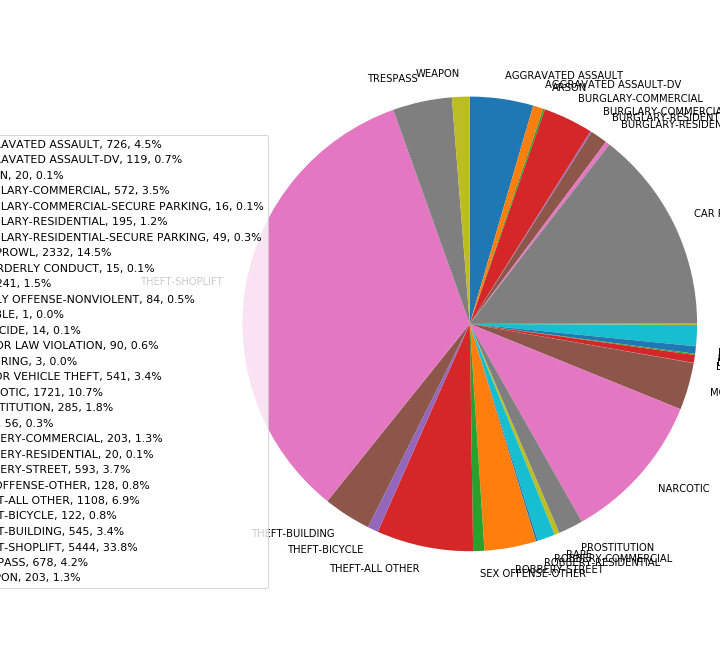 AVATED ASSAULT, 726, 4.5%
AVATED ASSAULT-DV, 119, 0.7%
N, 20, 0.1%
LARY-COMMERCIAL, 572, 3.5%
LARY-COMMERCIAL-SECURE PARKING, 16, 0.1%
LARY-RESIDENTIAL, 195, 1.2%
LARY-RESIDENTIAL-SECURE PARKING, 49, 0.3%
PROWL, 2332, 14.5%
RDERLY CONDUCT, 15, 0.1%
241, 1.5%
LY OFFENSE-NONVIOLENT, 84, 0.5%
BLE, 1, 0.0%
CIDE, 14, 0.1%
OR LAW VIOLATION, 90, 0.6%
RING, 3, 0.0%
OR VEHICLE THEFT, 541, 3.4%
OTIC, 1721, 10.7%
TITUTION, 285, 1.8%
, 56, 0.3%
ERY-COMMERCIAL, 203, 1.3%
ERY-RESIDENTIAL, 20, 0.1%
ERY-STREET, 593, 3.7%
OFFENSE-OTHER, 128, 0.8%
T-ALL OTHER, 1108, 6.9%
T-BICYCLE, 122, 0.8%
T-BUILDING, 545, 3.4%
T-SHOPLIFT, 5444, 33.8%
PASS, 678, 4.2%
PON, 203, 1.3%
WEAPON
TRESPASS
AGGRAVATED ASSAULT
AGGRAVATED ASSAULT-DV
ARSON
BURGLARY-COMMERCIAL
BURGLARY-COMMERCIA
BURGLARY-RESIDENT
BURGLARY-RESIDEN
CAR P
THEFT-SHOPLIFT
MO
NARCOTIC
PROSTITUTION
RAPE
ROBBERY-COMMERCIAL
ROBBERY-RESIDENTIAL
ROBBERY-STREET
SEX OFFENSE-OTHER
THEFT-ALL OTHER
THEFT-BICYCLE
THEFT-BUILDING